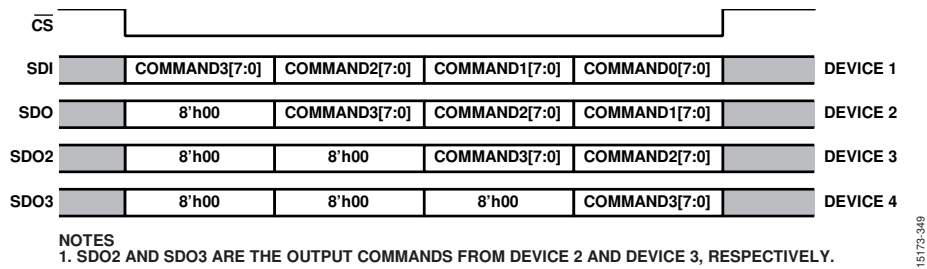 CS
SDI COMMAND3[7:0] COMMAND2[7:0] COMMAND1[7:0] COMMAND0[7:0] DEVICE 1
SDO 8'h00 COMMAND3[7:0] COMMAND2[7:0] COMMAND1[7:0] DEVICE 2
SDO2 8'h00 8'h00 COMMAND3[7:0] COMMAND2[7:0] DEVICE 3
SDO3 8'h00 8'h00 8'h00 COMMAND3[7:0] DEVICE 4
NOTES
1. SDO2 AND SDO3 ARE THE OUTPUT COMMANDS FROM DEVICE 2 AND DEVICE 3, RESPECTIVELY.
15173-349